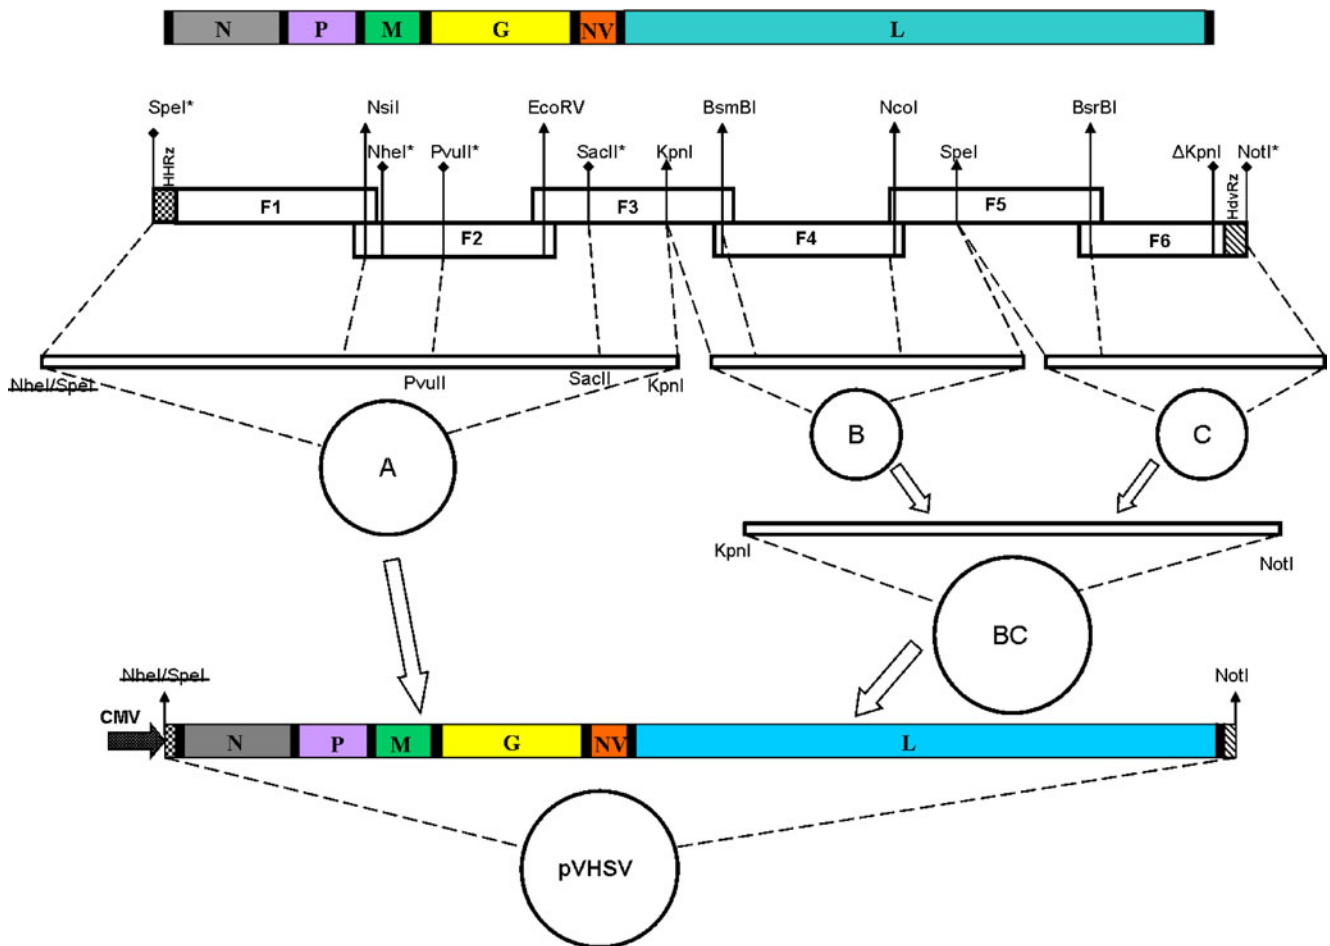 N P M G NV L
SpeI* NsiI EcoRV BsmBI NcoI BsrBI
NheI* PvuII* SacII* KpnI SpeI ΔKpnI NotI*
HHRz HdvRz
F1 F3 F5
F2 F4 F6
NheI/SpeI PvuII SacII KpnI
A B C
KpnI NotI
BC
NheI/SpeI NotI
CMV
N P M G NV L
pVHSV